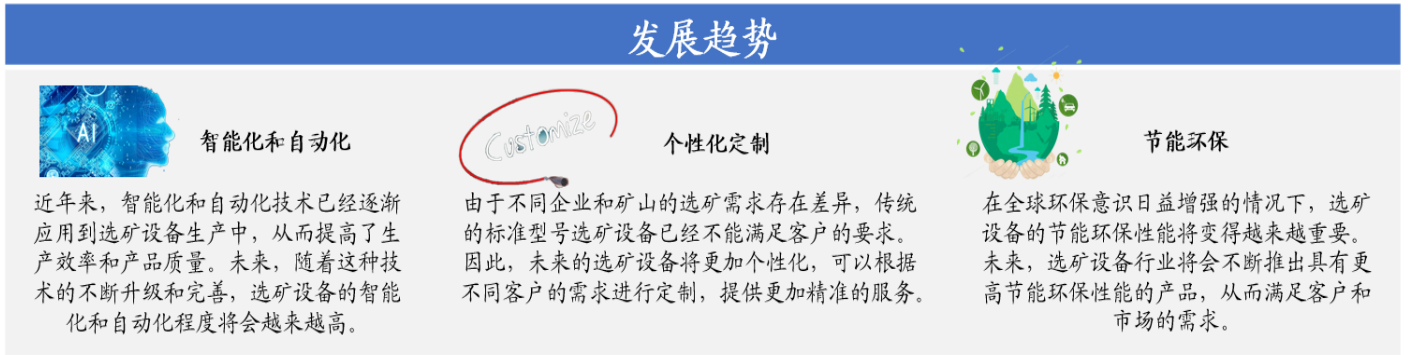 发展趋势
AI
智能化和自动化
近年来，智能化和自动化技术已经逐渐
应用到选矿设备生产中，从而提高了生
产效率和产品质量。未来，随着这种技
术的不断升级和完善，选矿设备的智能
化和自动化程度将会越来越高。
Customize
个性化定制
由于不同企业和矿山的选矿需求存在差异，传统
的标准型号选矿设备已经不能满足客户的要求。
因此，未来的选矿设备将更加个性化，可以根据
不同客户的需求进行定制，提供更加精准的服务。
节能环保
在全球环保意识日益增强的情况下，选矿
设备的节能环保性能将变得越来越重要。
未来，选矿设备行业将会不断推出具有更
高节能环保性能的产品，从而满足客户和
市场的需求。